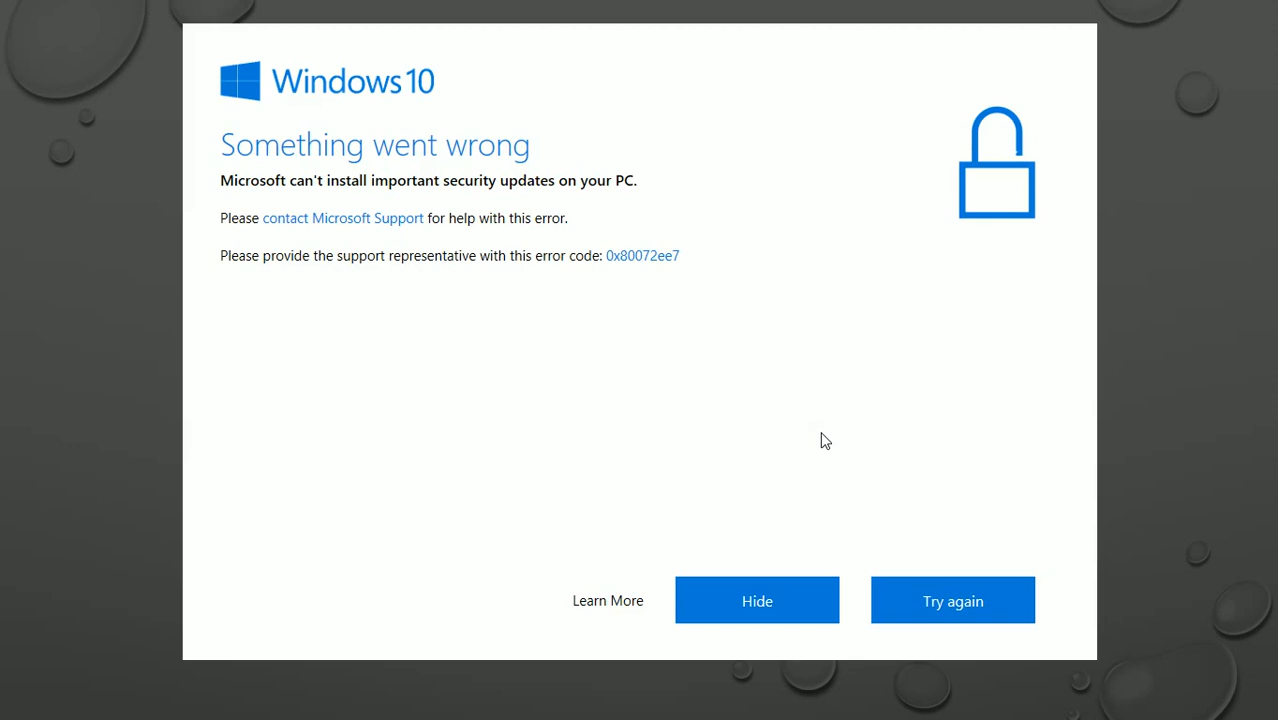 Windows 10
Something went wrong
Microsoft can't install important security updates on your PC.
Please contact Microsoft Support for help with this error.
Please provide the support representative with this error code: 0x80072ee7
Learn More
Hide
Try again